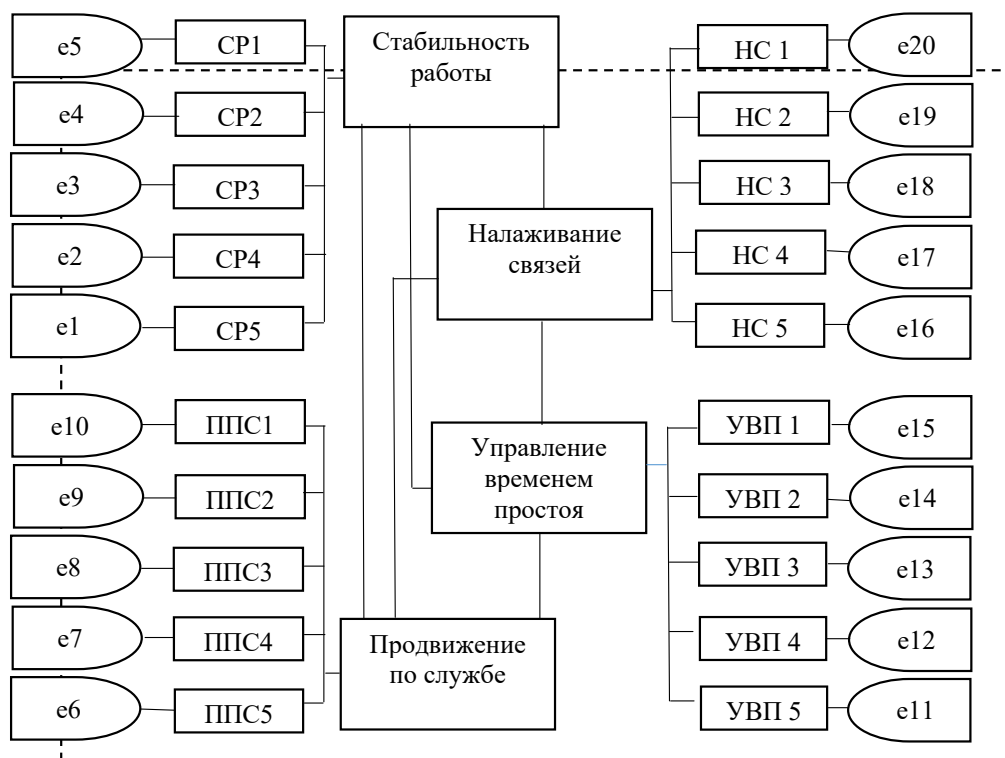 e5
СР1
e4
СР2
e3
СР3
e2
СР4
e1
СР5
Стабильность
работы
НС 1
e20
НС 2
e19
НС 3
e18
НС 4
e17
НС 5
e16
Налаживание
связей
e10
ППС1
e9
ППС2
e8
ППС3
e7
ППС4
e6
ППС5
Управление
временем
простоя
Продвижение
по службе
УВП 1
e15
УВП 2
e14
УВП 3
e13
УВП 4
e12
УВП 5
e11